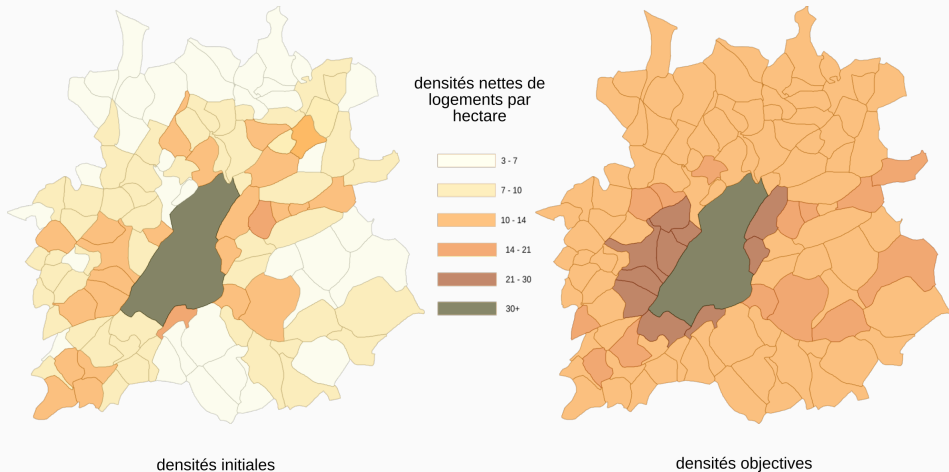 densités nettes de
logements par
hectare
3 - 7
7 - 10
10 - 14
14 - 21
21 - 30
30+
densités initiales
densités objectives